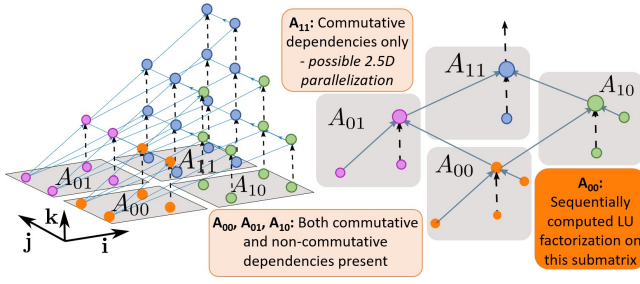 A₁₁: Commutative
dependencies only
- possible 2.5D
parallelization
A₁₁
A₁₀
A₀₁
A₀₀
A₀₁
A₁₁
A₀₀
A₁₀
k
j
i
A₀₀, A₀₁, A₁₀: Both commutative
and non-commutative
dependencies present
A₀₀:
Sequentially
computed LU
factorization on
this submatrix